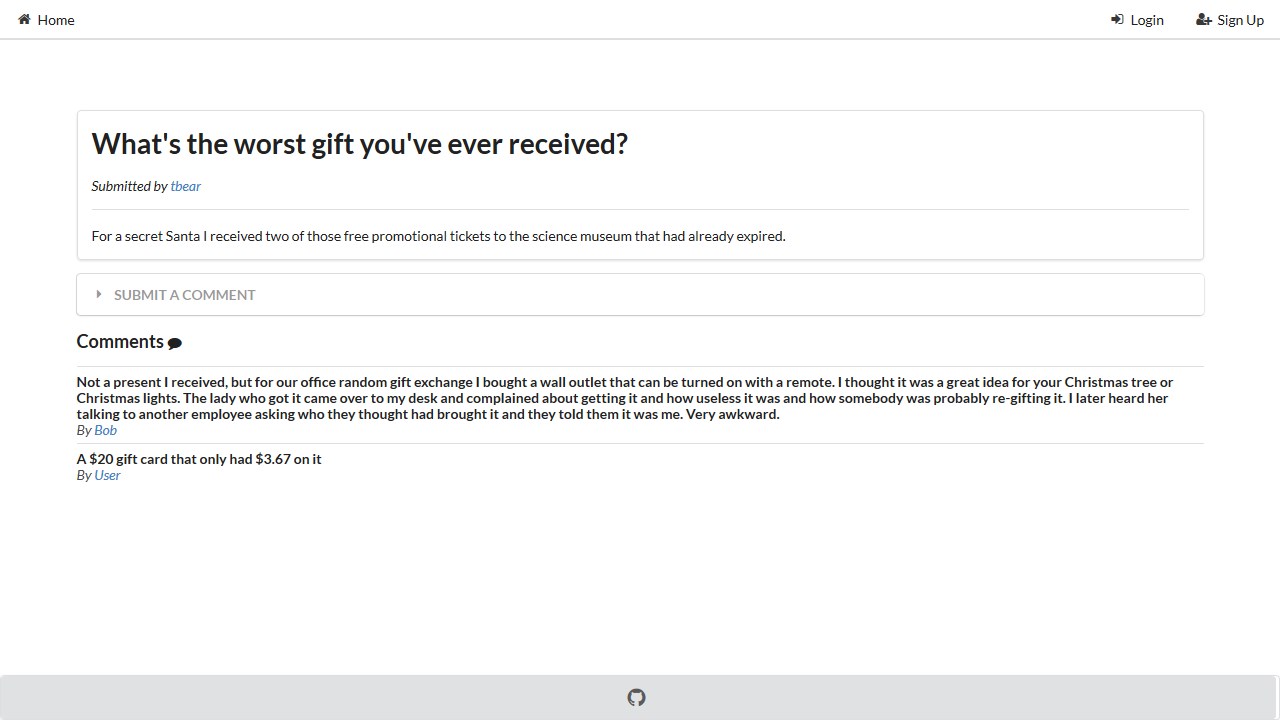 Home
Login
Sign Up
What's the worst gift you've ever received?
Submitted by tbear
For a secret Santa I received two of those free promotional tickets to the science museum that had already expired.
SUBMIT A COMMENT
Comments
Not a present I received, but for our office random gift exchange I bought a wall outlet that can be turned on with a remote. I thought it was a great idea for your Christmas tree or
Christmas lights. The lady who got it came over to my desk and complained about getting it and how useless it was and how somebody was probably re-gifting it. I later heard her
talking to another employee asking who they thought had brought it and they told them it was me. Very awkward.
By Bob
A $20 gift card that only had $3.67 on it
By User